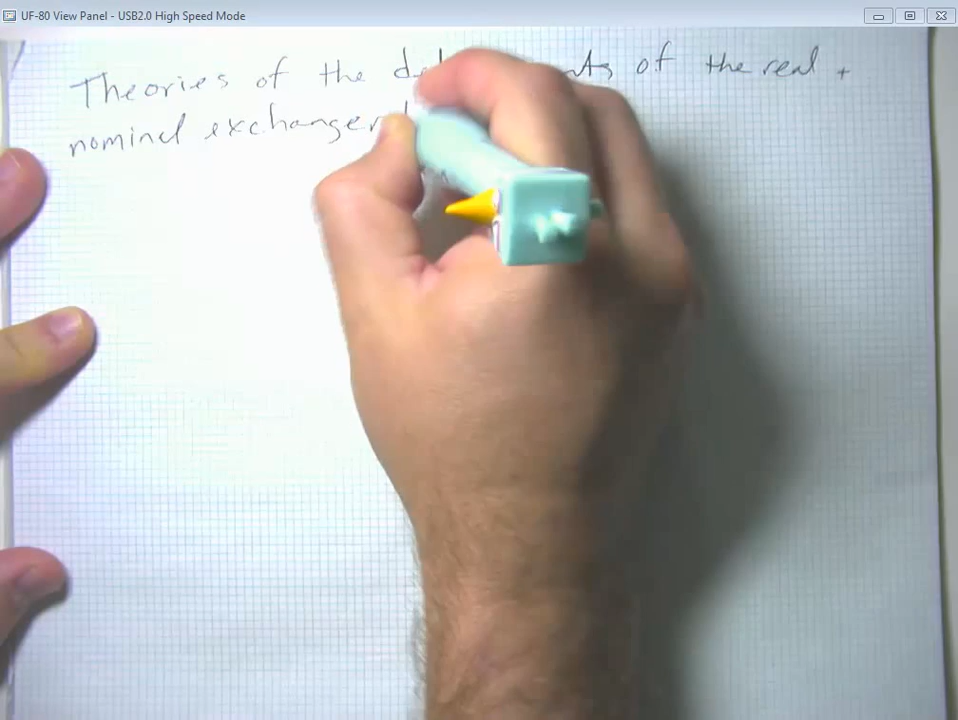 UF-80 View Panel - USB2.0 High Speed Mode
Theories of the of the real +
nominal exchange